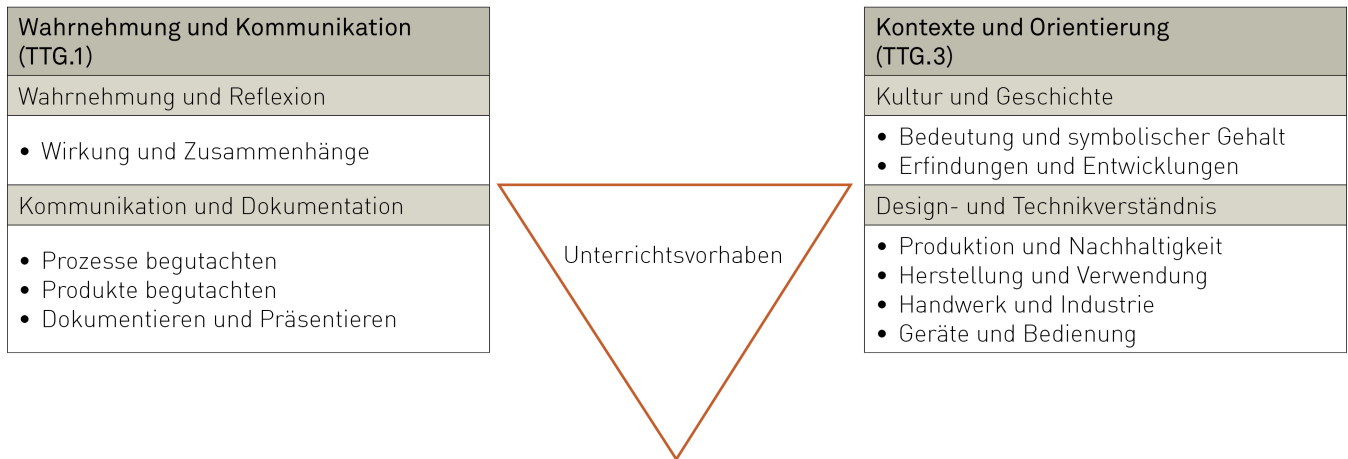 Wahrnehmung und Kommunikation
(TTG.1)
Wahrnehmung und Reflexion
• Wirkung und Zusammenhänge
Kommunikation und Dokumentation
• Prozesse begutachten
• Produkte begutachten
• Dokumentieren und Präsentieren
Unterrichtsvorhaben
Kontexte und Orientierung
(TTG.3)
Kultur und Geschichte
• Bedeutung und symbolischer Gehalt
• Erfindungen und Entwicklungen
Design- und Technikverständnis
• Produktion und Nachhaltigkeit
• Herstellung und Verwendung
• Handwerk und Industrie
• Geräte und Bedienung